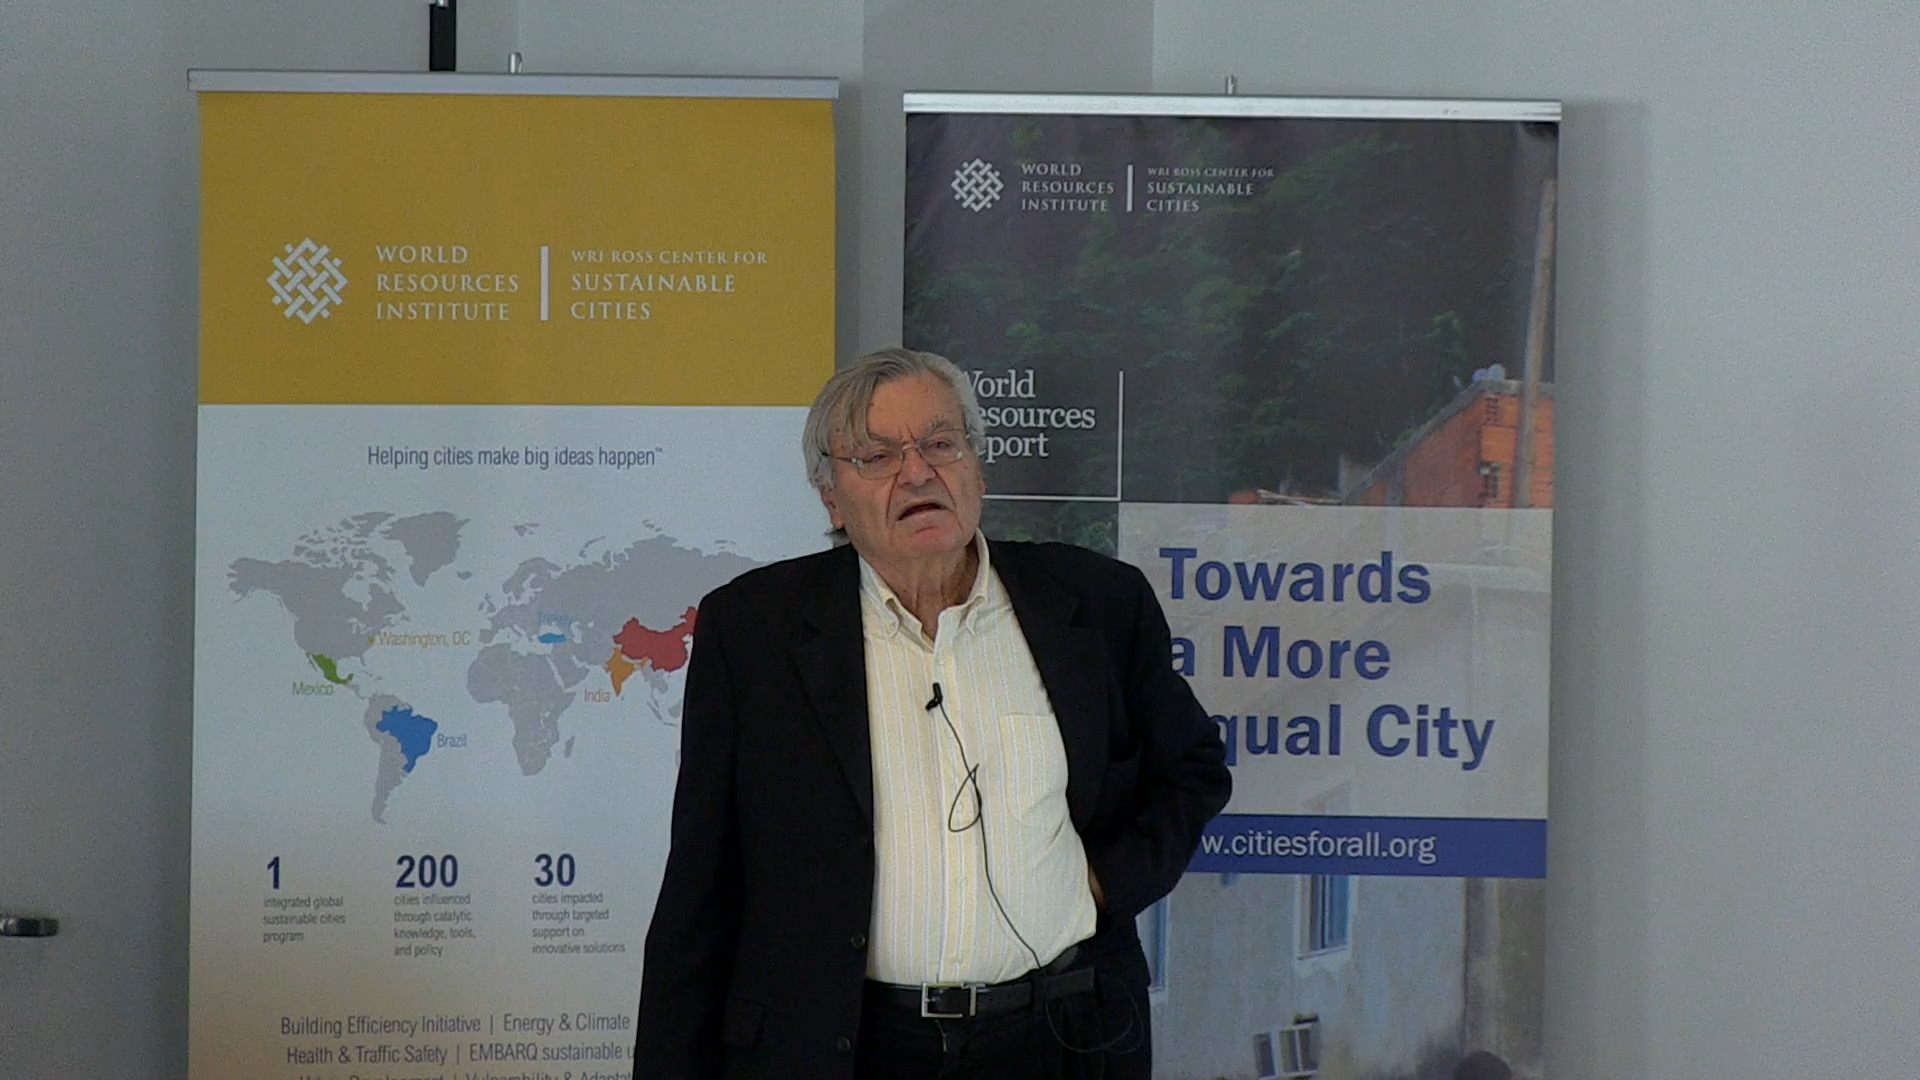 WORLD
RESOURCES
INSTITUTE
WRI ROSS CENTER FOR
SUSTAINABLE
CITIES
Helping cities make big ideas happen™
Washington, DC
Mexico
India
Brazil
1
integrated global
sustainable cities
program
200
cities influenced
through catalytic
knowledge, tools,
and policy
30
cities impacted
through targeted
support on
innovative solutions
Building Efficiency Initiative | Energy & Climate
Health & Traffic Safety | EMBARQ sustainable u
WORLD
RESOURCES
INSTITUTE
WRI ROSS CENTER FOR
SUSTAINABLE
CITIES
World
esources
port
Towards
a More
qual City
w.citiesforall.org